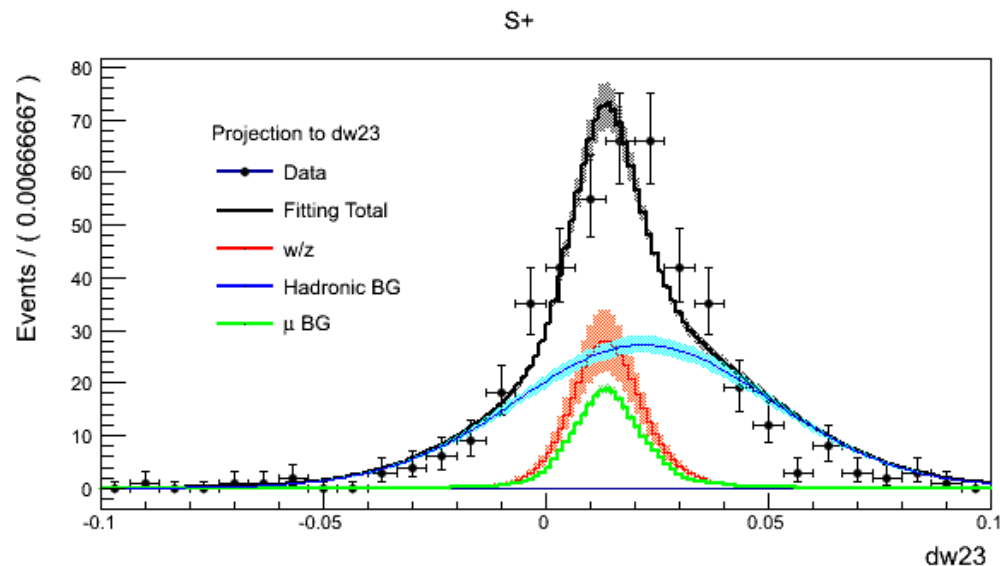 S+
Events / ( 0.00666667 )
80
70
60
50
40
30
20
10
0
Projection to dw23
Data
Fitting Total
w/z
Hadronic BG
μ BG
-0.1
-0.05
0
0.05
0.1
dw23